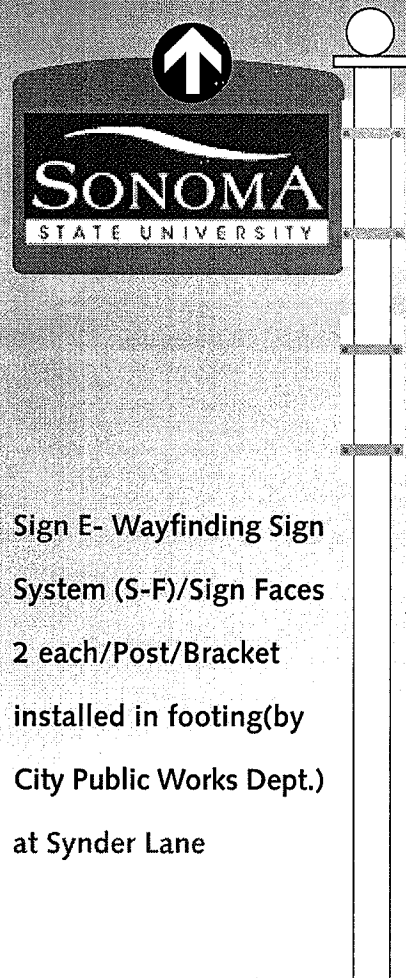 SONOMA
STATE UNIVERSITY
Sign E- Wayfinding Sign
System (S-F)/Sign Faces
2 each/Post/Bracket
installed in footing(by
City Public Works Dept.)
at Synder Lane